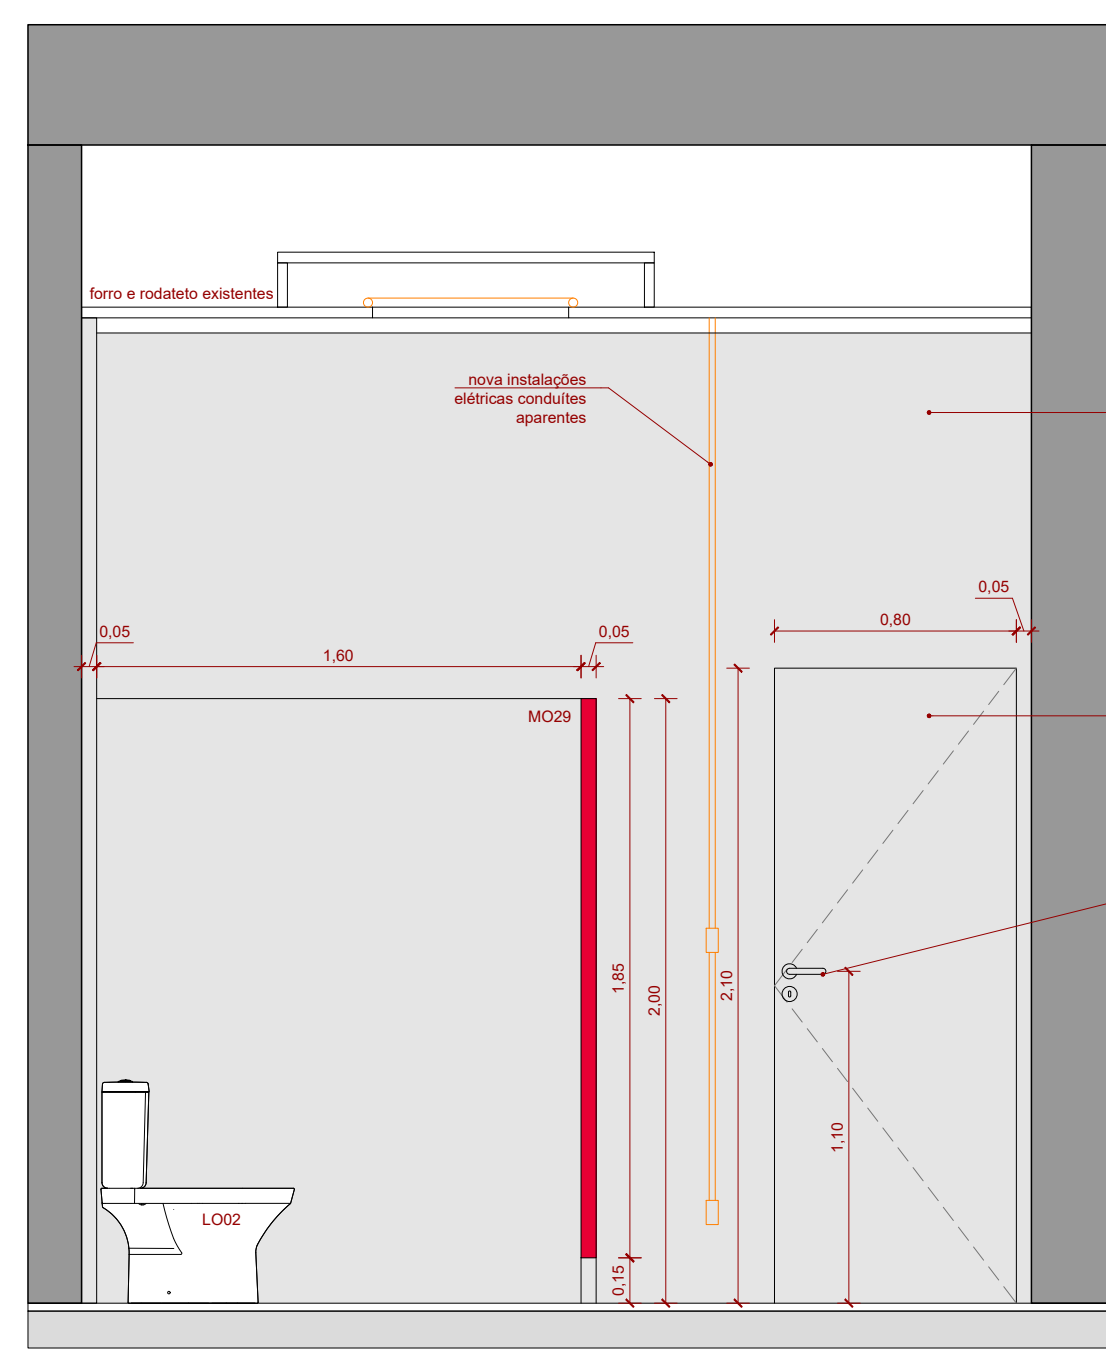 forro e rodateto existentes
nova instalações
elétricas conduítes
aparentes
0,05
0,05
1,60
0,05
0,80
MO29
1,85
2,00
2,10
1,10
LO02
0,15